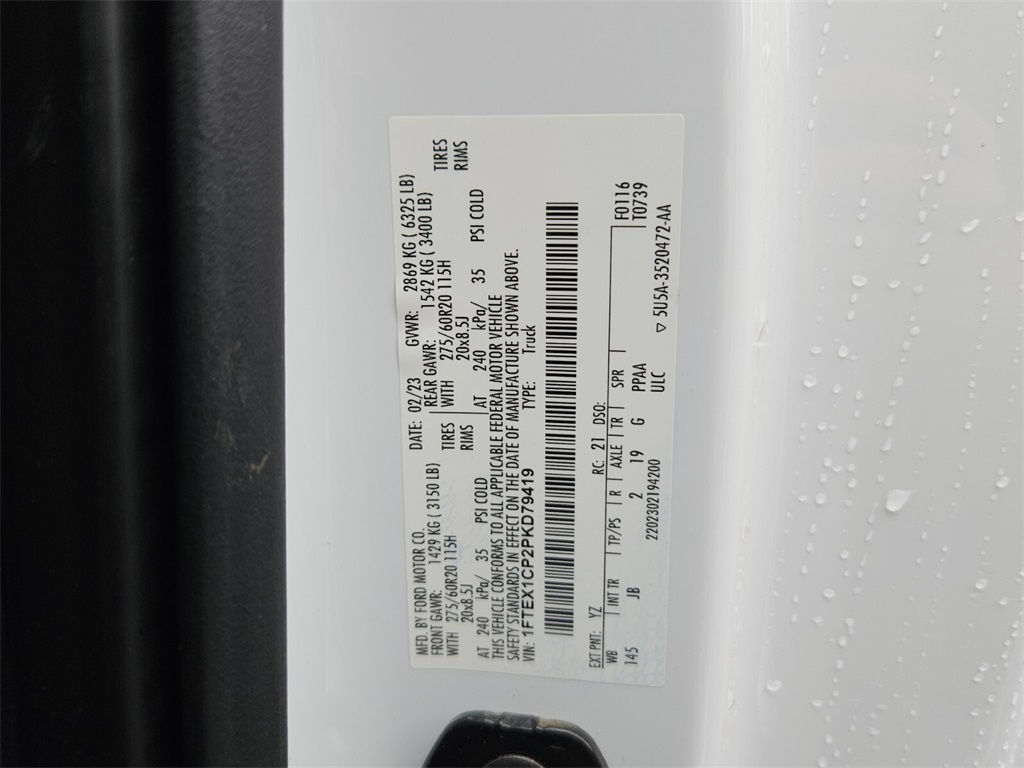 MFD. BY FORD MOTOR CO. DATE: 02/23 GVWR: 2869 KG ( 6325 LB)
FRONT GAWR: 1429 KG ( 3150 LB) REAR GAWR: 1542 KG ( 3400 LB)
WITH 275/60R20 115H TIRES WITH 275/60R20 115H TIRES
20x8.5J RIMS 20x8.5J RIMS
AT 240 kPa/ 35 PSI COLD AT 240 kPa/ 35 PSI COLD
THIS VEHICLE CONFORMS TO ALL APPLICABLE FEDERAL MOTOR VEHICLE
SAFETY STANDARDS IN EFFECT ON THE DATE OF MANUFACTURE SHOWN ABOVE.
VIN: 1FTEX1CP2PKD79419 TYPE: Truck
EXT PNT: YZ RC: 21 DSO: F0116
WB INT TR TP/PS R AXLE TR SPR T0739
145 JB 2 19 G PPAA
2202302194200 ULC ▽ 5U5A-3520472-AA